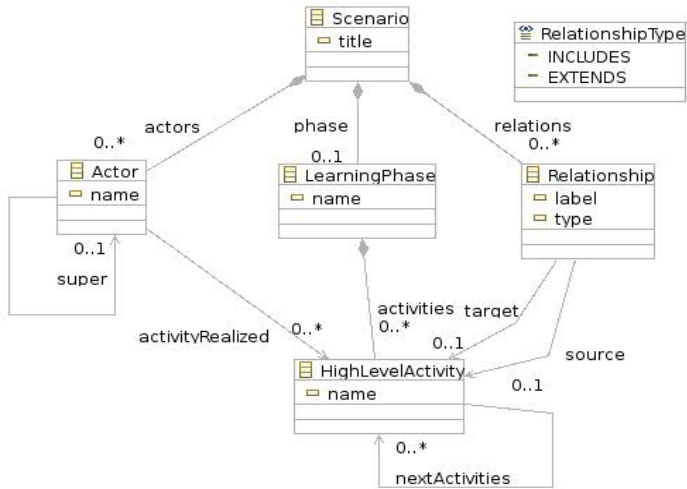 Scenario
title
RelationshipType
INCLUDES
EXTENDS
actors
phase
relations
0..*
0..1
0..*
Actor
name
LearningPhase
name
Relationship
label
type
0..1
super
activityRealized
0..*
activities
0..*
target
0..1
source
0..1
HighLevelActivity
name
0..*
nextActivities